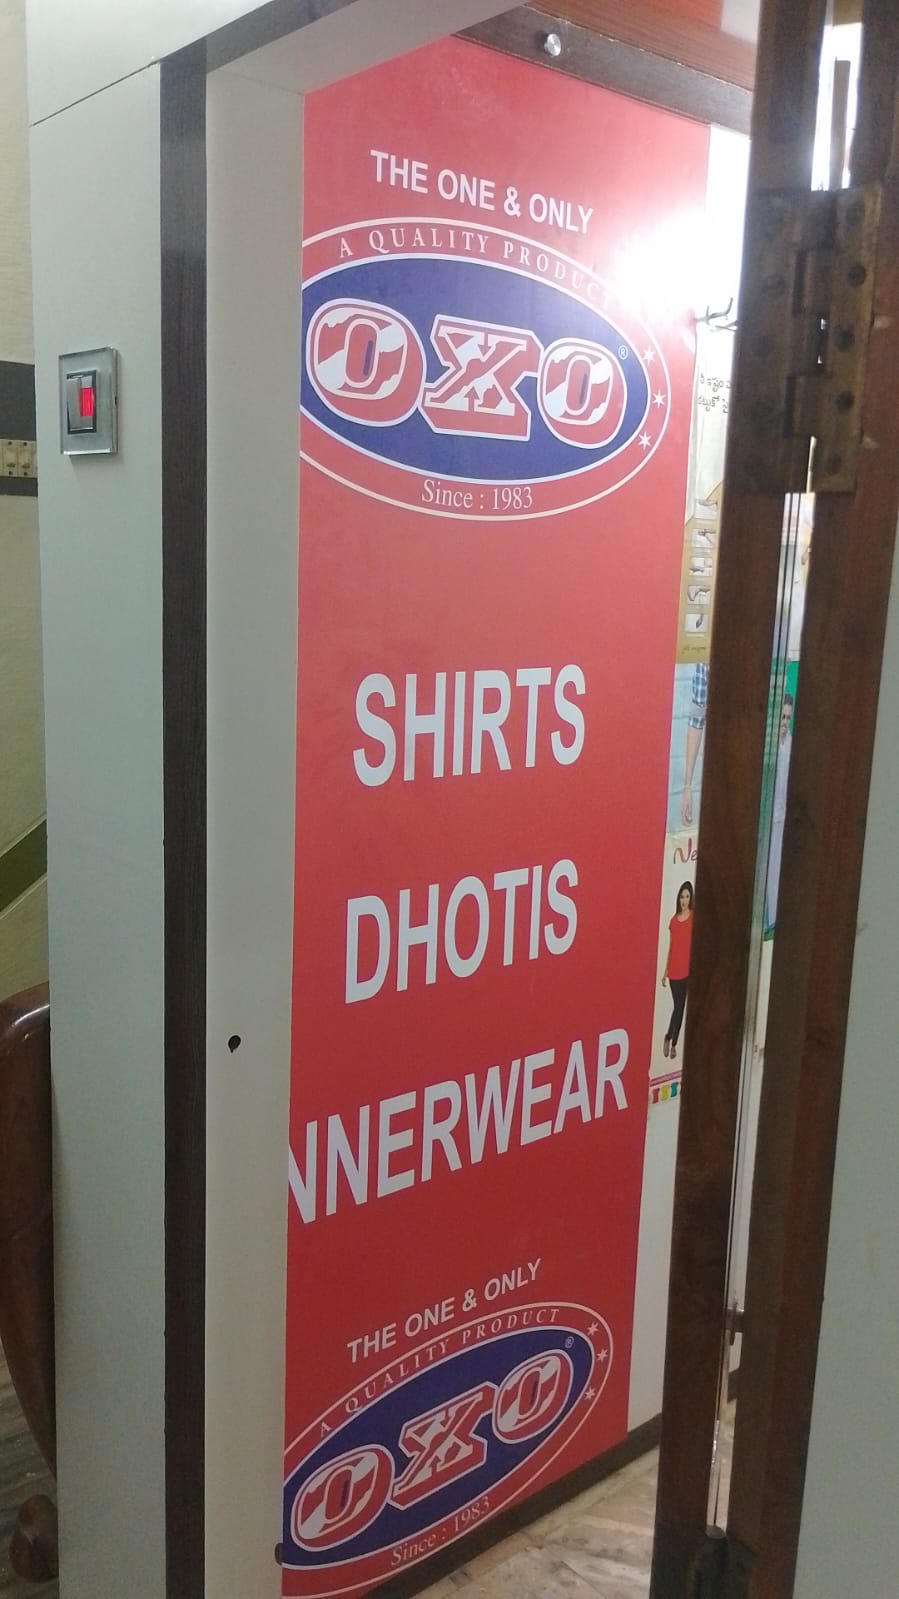 THE ONE & ONLY
A QUALITY PRODUCT
OXO®
Since : 1983
SHIRTS
DHOTIS
NNERWEAR
THE ONE & ONLY
A QUALITY PRODUCT
OXO®
Since : 1983
Ne